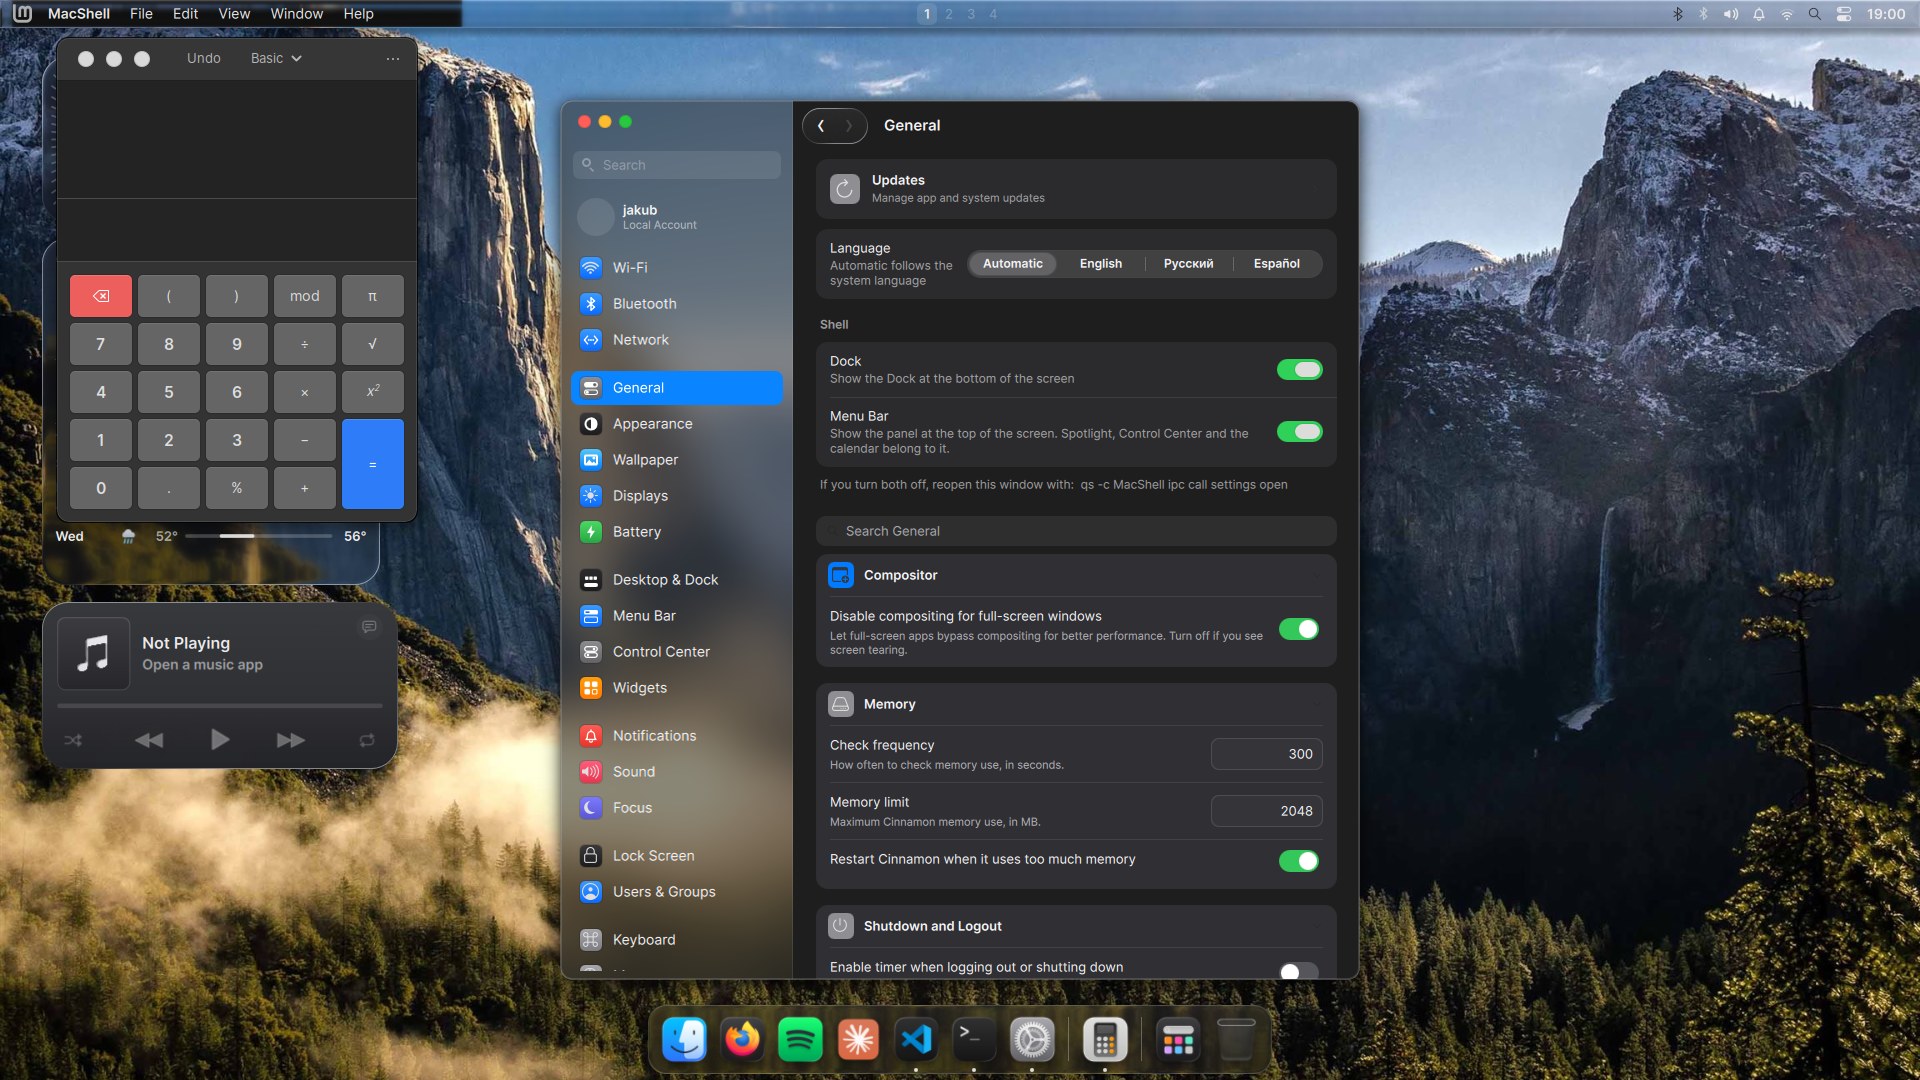 MacShell File Edit View Window Help
1 2 3 4
19:00
Undo Basic ...
( ) mod π
7 8 9 ÷ √
4 5 6 × x²
1 2 3 −
=
0 . % +
Wed 52° 56°
Not Playing
Open a music app
Search
jakub
Local Account
Wi-Fi
Bluetooth
Network
General
Appearance
Wallpaper
Displays
Battery
Desktop & Dock
Menu Bar
Control Center
Widgets
Notifications
Sound
Focus
Lock Screen
Users & Groups
Keyboard
General
Updates
Manage app and system updates
Language
Automatic follows the
system language
Automatic English Русский Español
Shell
Dock
Show the Dock at the bottom of the screen
Menu Bar
Show the panel at the top of the screen. Spotlight, Control Center and the
calendar belong to it.
If you turn both off, reopen this window with: qs -c MacShell ipc call settings open
Search General
Compositor
Disable compositing for full-screen windows
Let full-screen apps bypass compositing for better performance. Turn off if you see
screen tearing.
Memory
Check frequency
How often to check memory use, in seconds.
300
Memory limit
Maximum Cinnamon memory use, in MB.
2048
Restart Cinnamon when it uses too much memory
Shutdown and Logout
Enable timer when logging out or shutting down